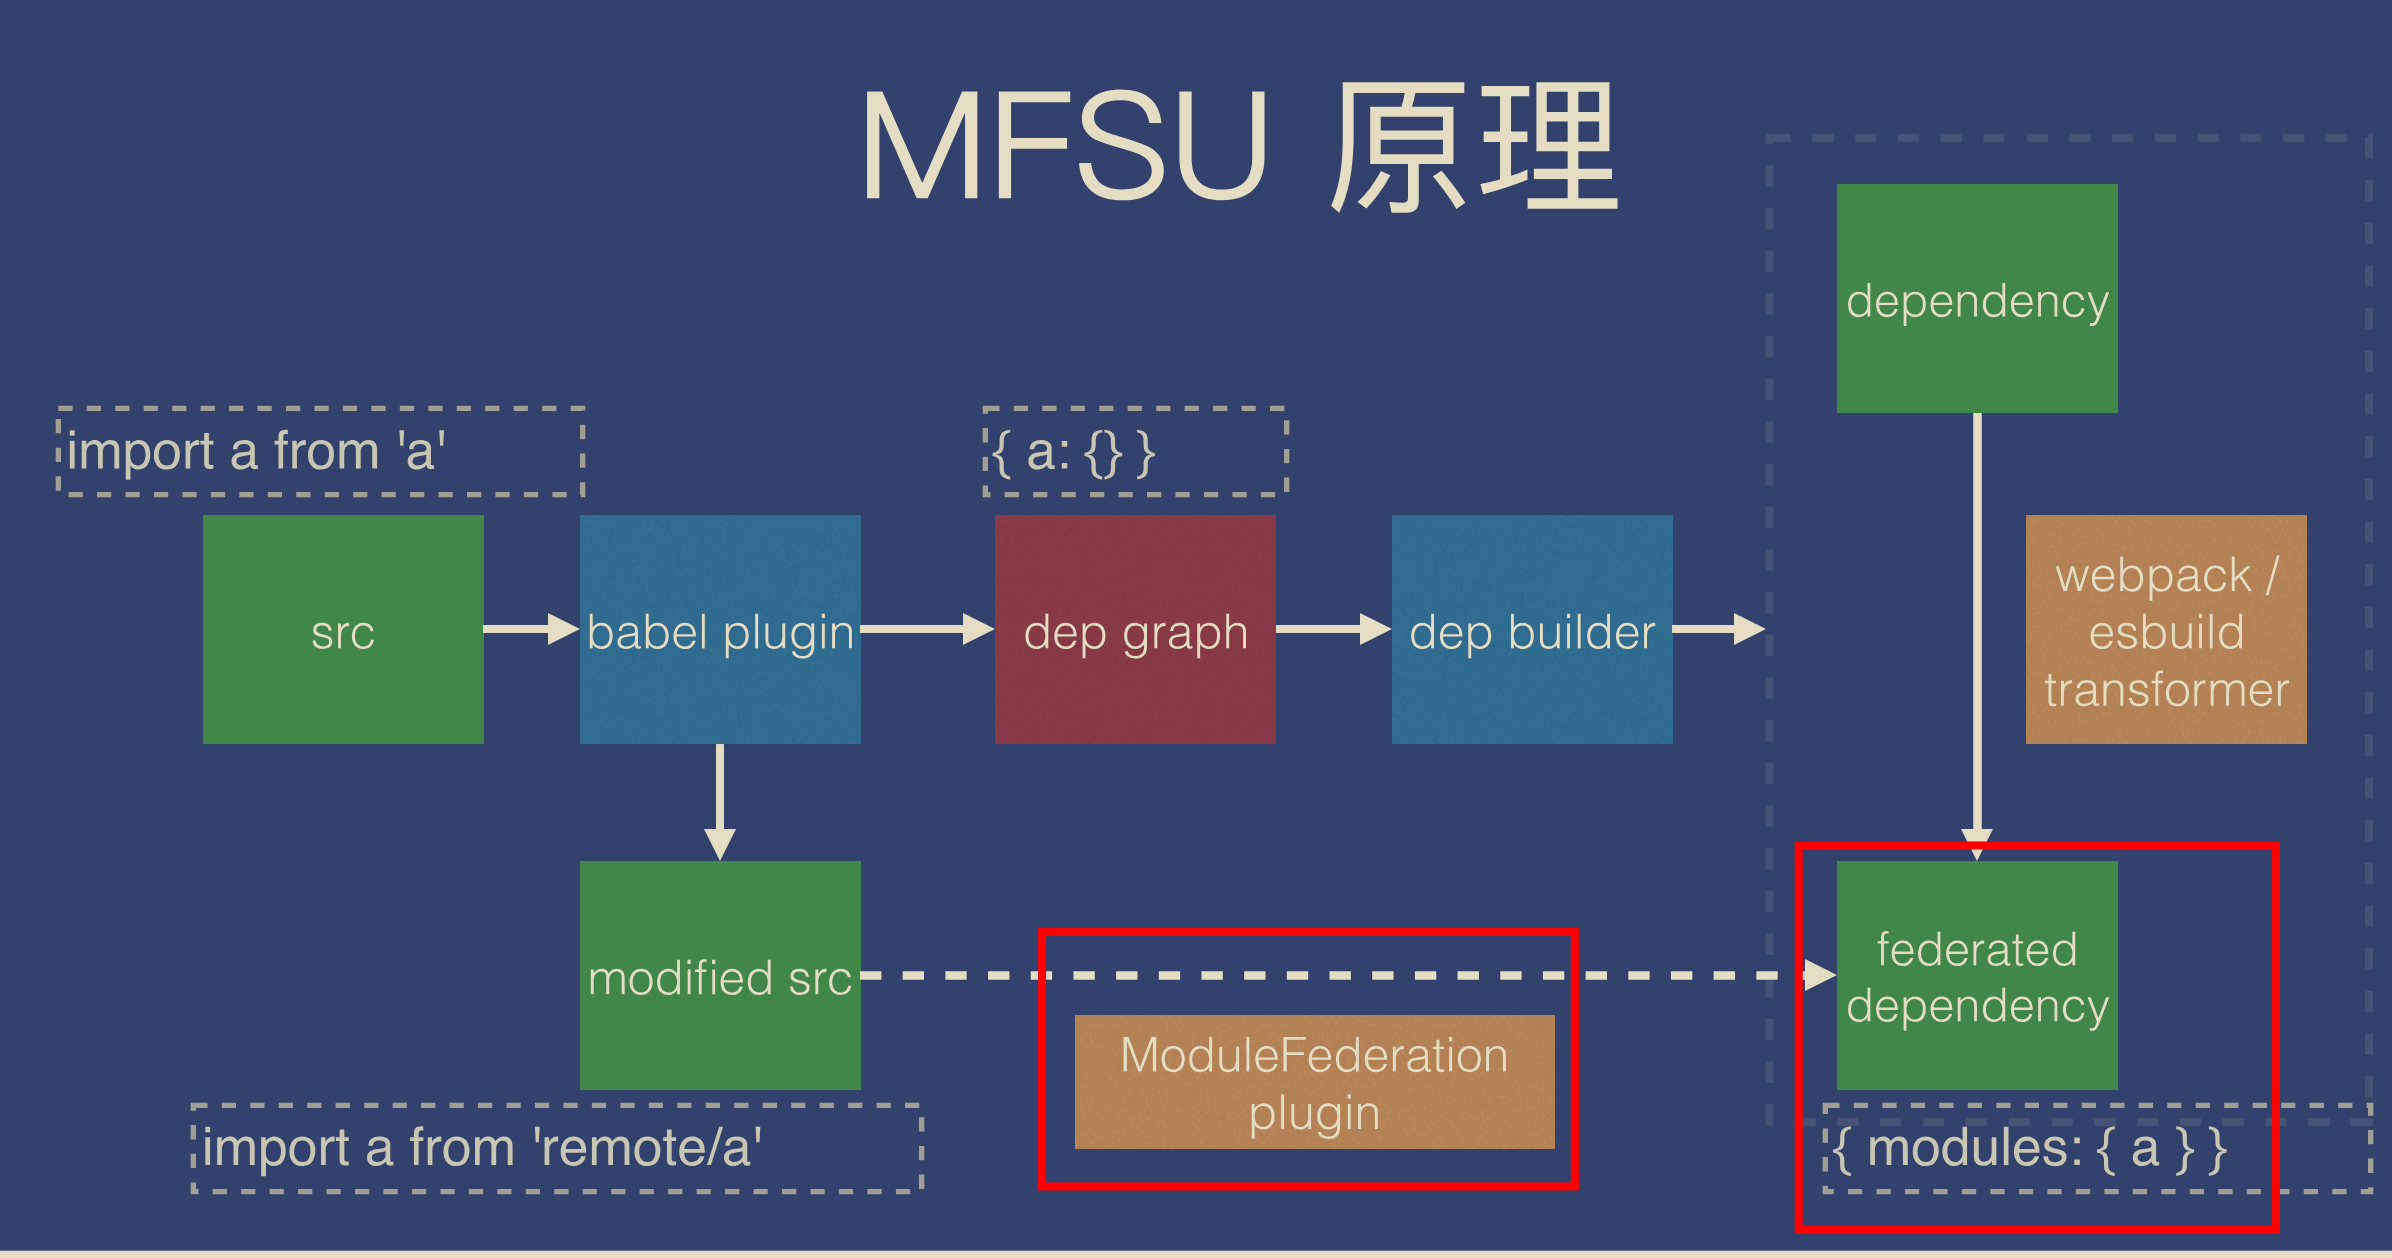 MFSU 原理
dependency
import a from 'a'
{ a: {} }
src
babel plugin
dep graph
dep builder
webpack /
esbuild
transformer
modified src
federated
dependency
ModuleFederation
plugin
import a from 'remote/a'
{ modules: { a } }